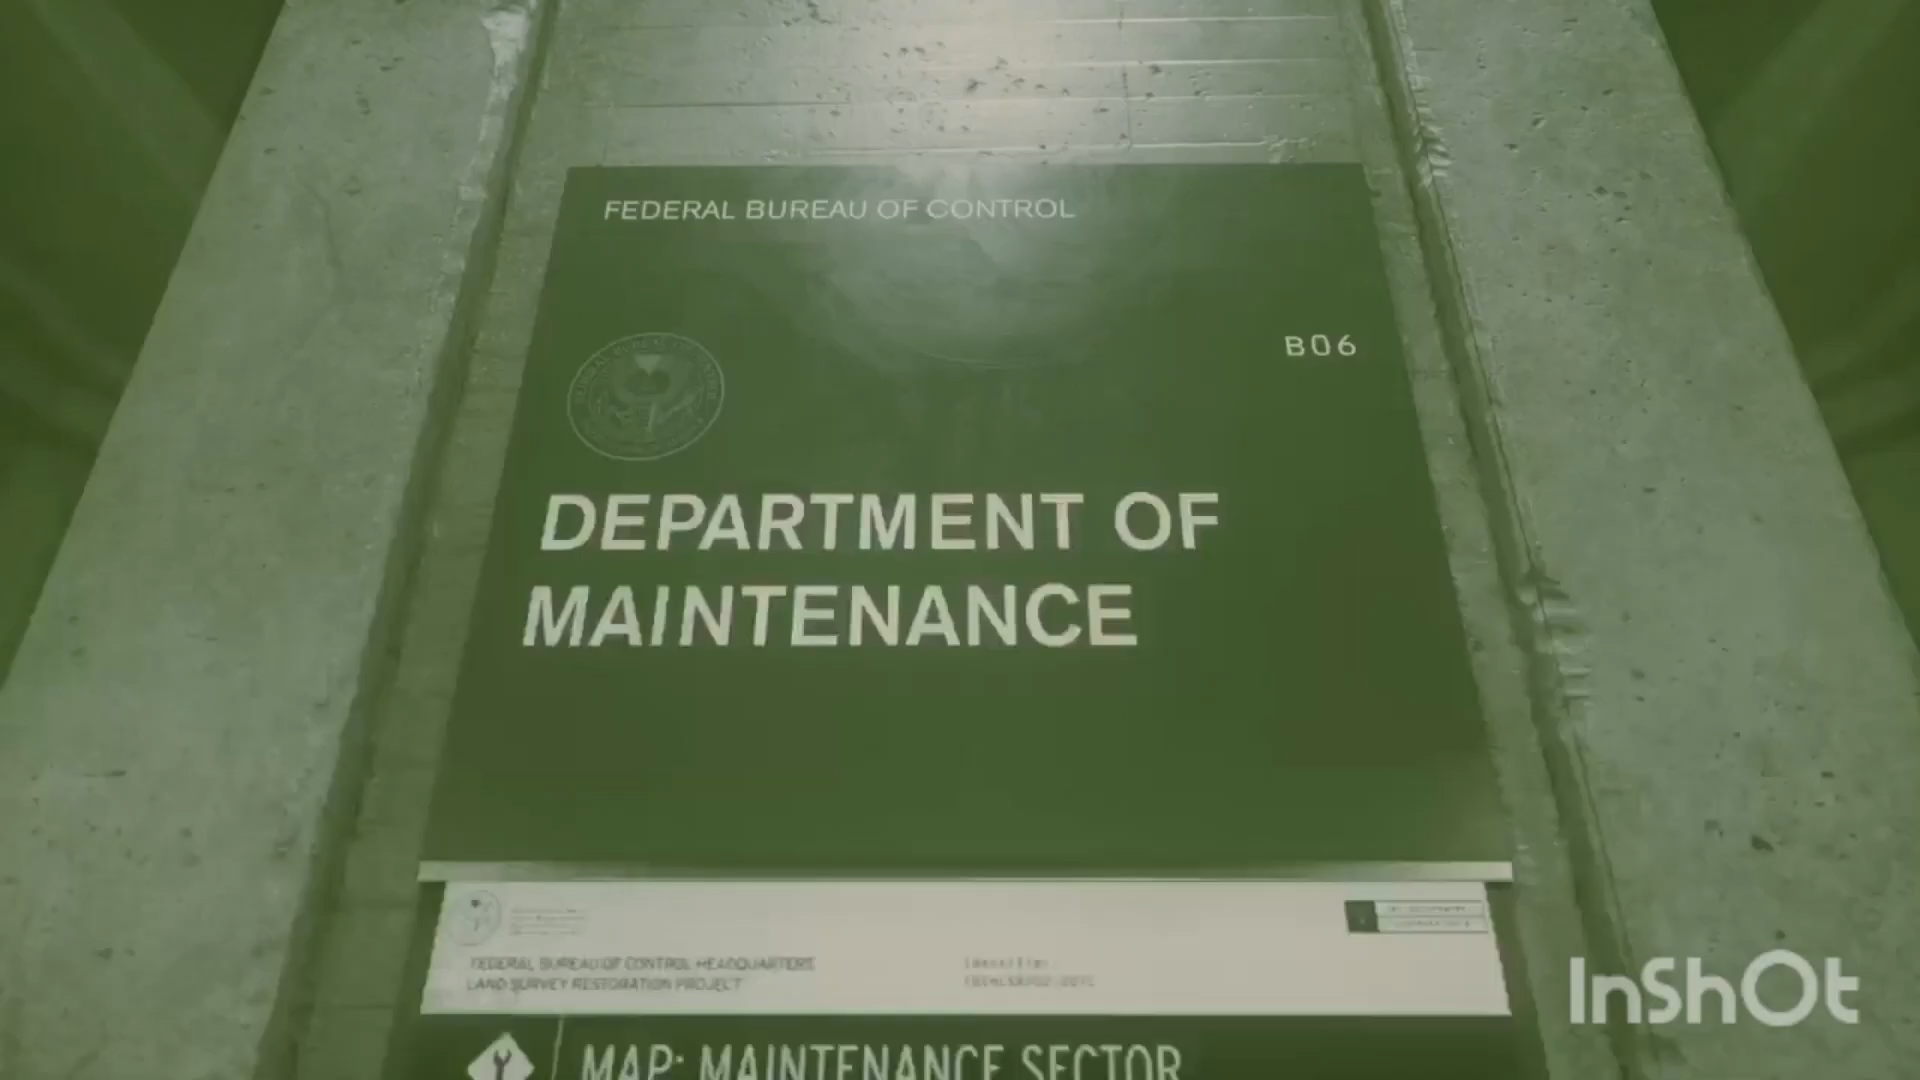 FEDERAL BUREAU OF CONTROL
B06
DEPARTMENT OF
MAINTENANCE
FEDERAL BUREAU OF CONTROL HEADQUARTERS
LAND SURVEY RESTORATION PROJECT
MAP: MAINTENANCE SECTOR
InShOt